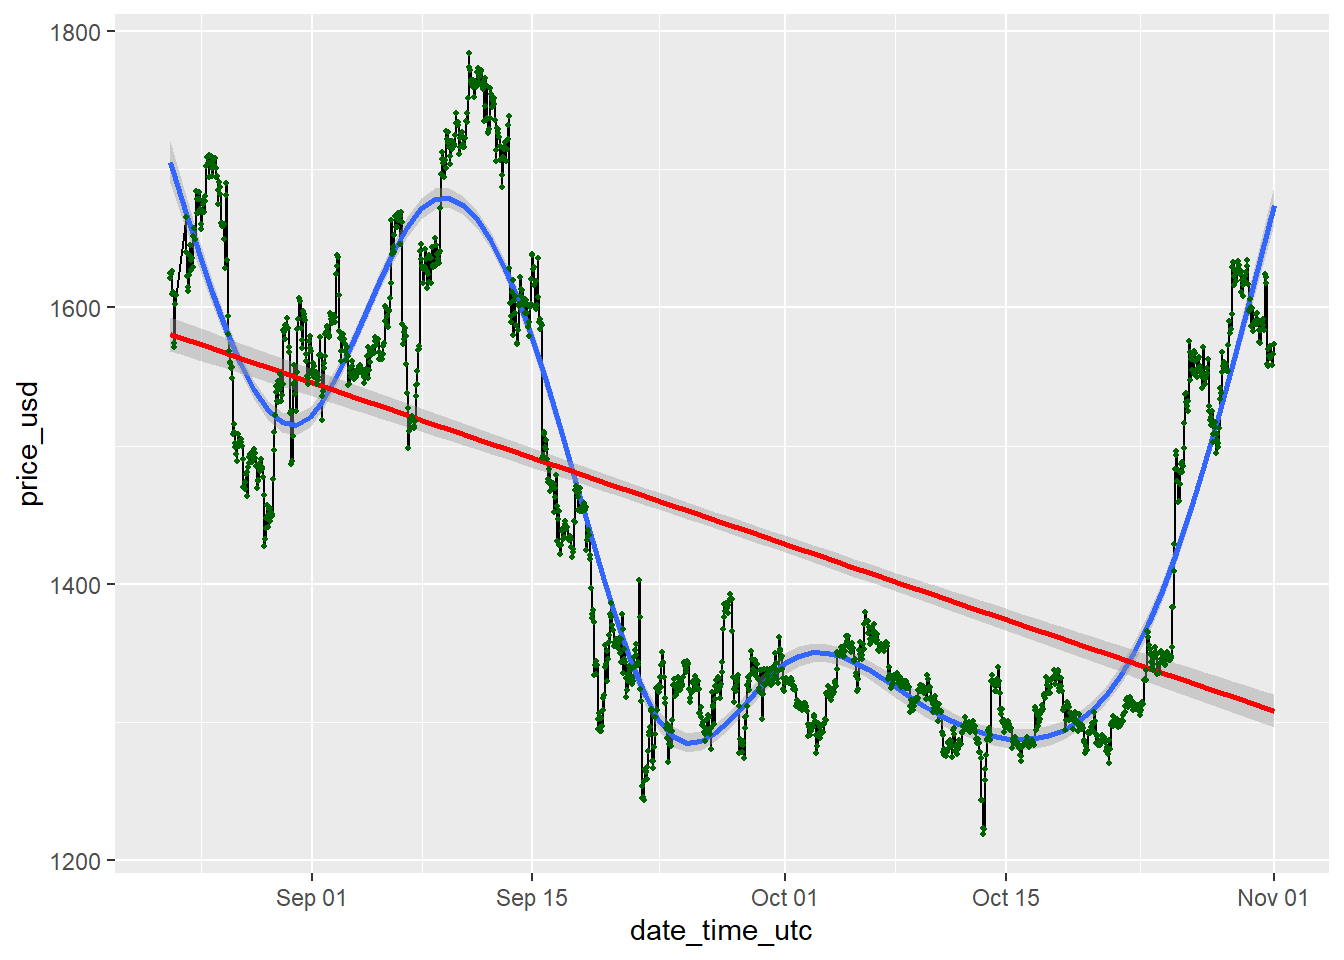 1800
1600
1400
1200
price_usd
Sep 01
Sep 15
Oct 01
Oct 15
Nov 01
date_time_utc